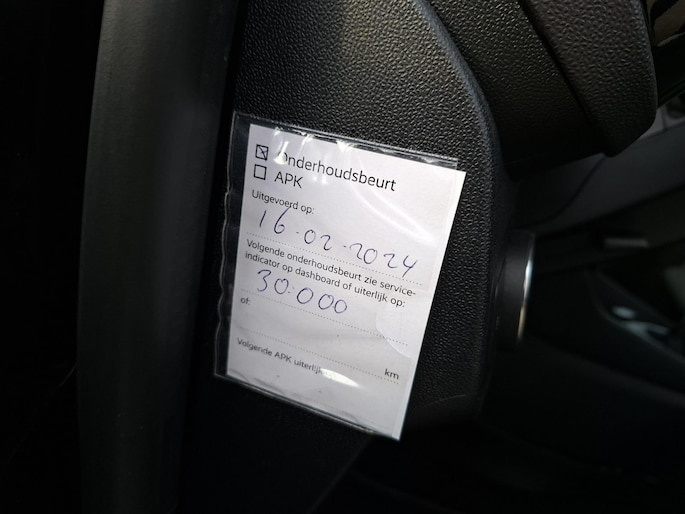 Onderhoudsbeurt
APK
Uitgevoerd op:
16-02-2024
Volgende onderhoudsbeurt zie service-
indicator op dashboard of uiterlijk op:
30.000
of:
km
Volgende APK uiterlijk